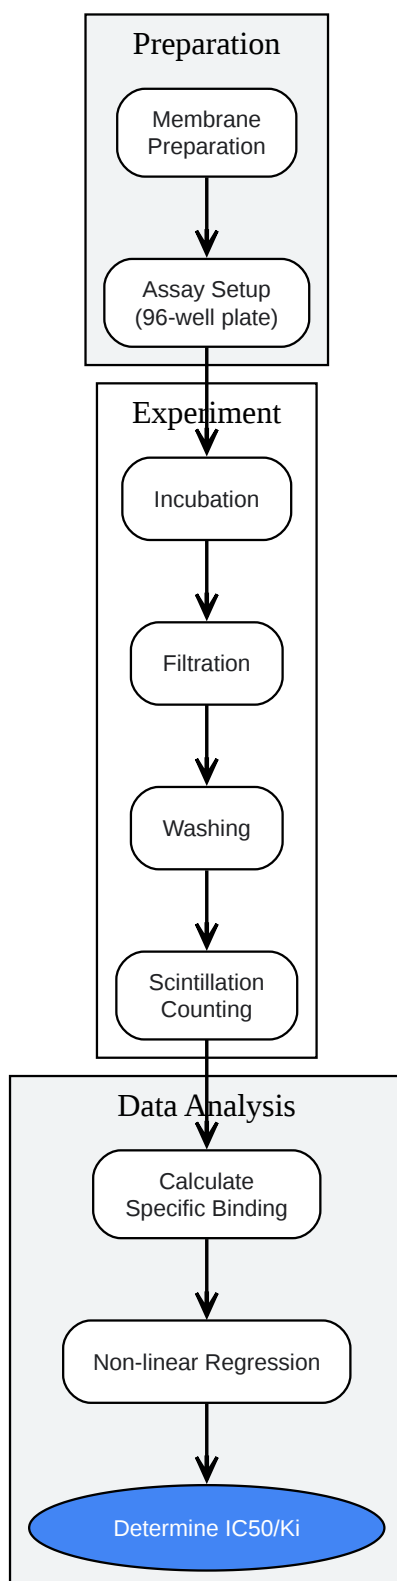 Preparation
Membrane
Preparation
Assay Setup
(96-well plate)
Experiment
Incubation
Filtration
Washing
Scintillation
Counting
Data Analysis
Calculate
Specific Binding
Non-linear Regression
Determine IC50/Ki